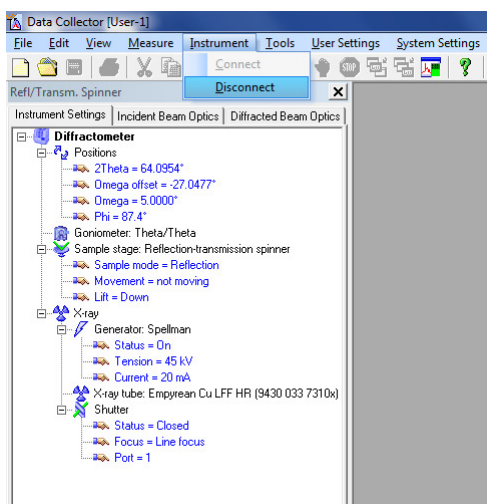 Data Collector [User-1]
File Edit View Measure Instrument Tools User Settings System Settings
Connect
STOP
Refl/Transm. Spinner
Disconnect
Instrument Settings Incident Beam Optics Diffracted Beam Optics
Diffractometer
Positions
2Theta = 64.0954°
Omega offset = -27.0477°
Omega = 5.0000°
Phi = 87.4°
Goniometer: Theta/Theta
Sample stage: Reflection-transmission spinner
Sample mode = Reflection
Movement = not moving
Lift = Down
X-ray
Generator: Spellman
Status = On
Tension = 45 kV
Current = 20 mA
X-ray tube: Empyrean Cu LFF HR (9430 033 7310x)
Shutter
Status = Closed
Focus = Line focus
Port = 1